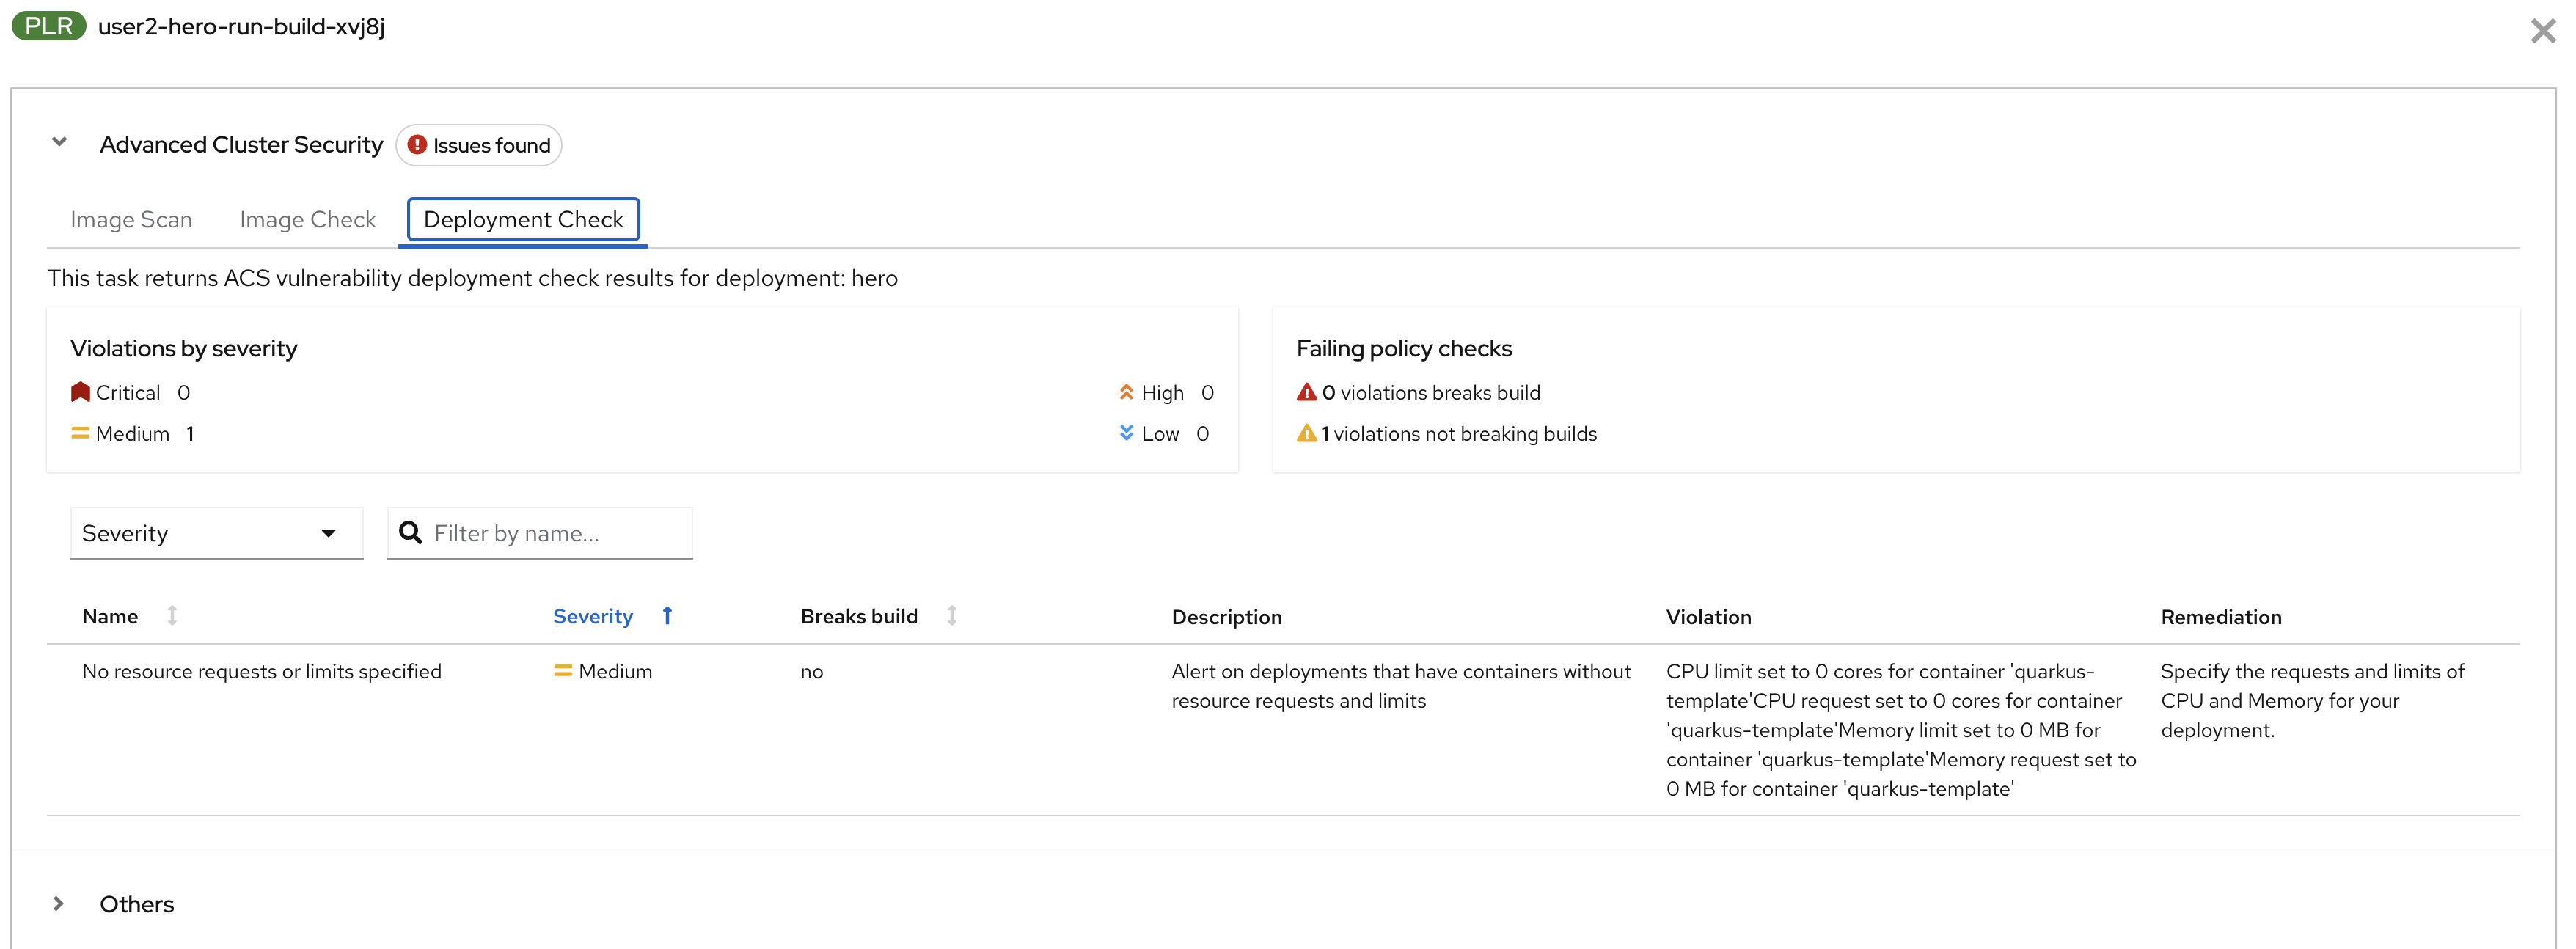 PLR user2-hero-run-build-xvj8j
Advanced Cluster Security Issues found
Image Scan Image Check Deployment Check
This task returns ACS vulnerability deployment check results for deployment: hero
Violations by severity
Critical 0
High 0
Medium 1
Low 0
Failing policy checks
0 violations breaks build
1 violations not breaking builds
Severity
Filter by name...
Name Severity Breaks build Description Violation Remediation
No resource requests or limits specified
Medium
no
Alert on deployments that have containers without
resource requests and limits
CPU limit set to 0 cores for container 'quarkus-
template'CPU request set to 0 cores for container
'quarkus-template'Memory limit set to 0 MB for
container 'quarkus-template'Memory request set to
0 MB for container 'quarkus-template'
Specify the requests and limits of
CPU and Memory for your
deployment.
Others